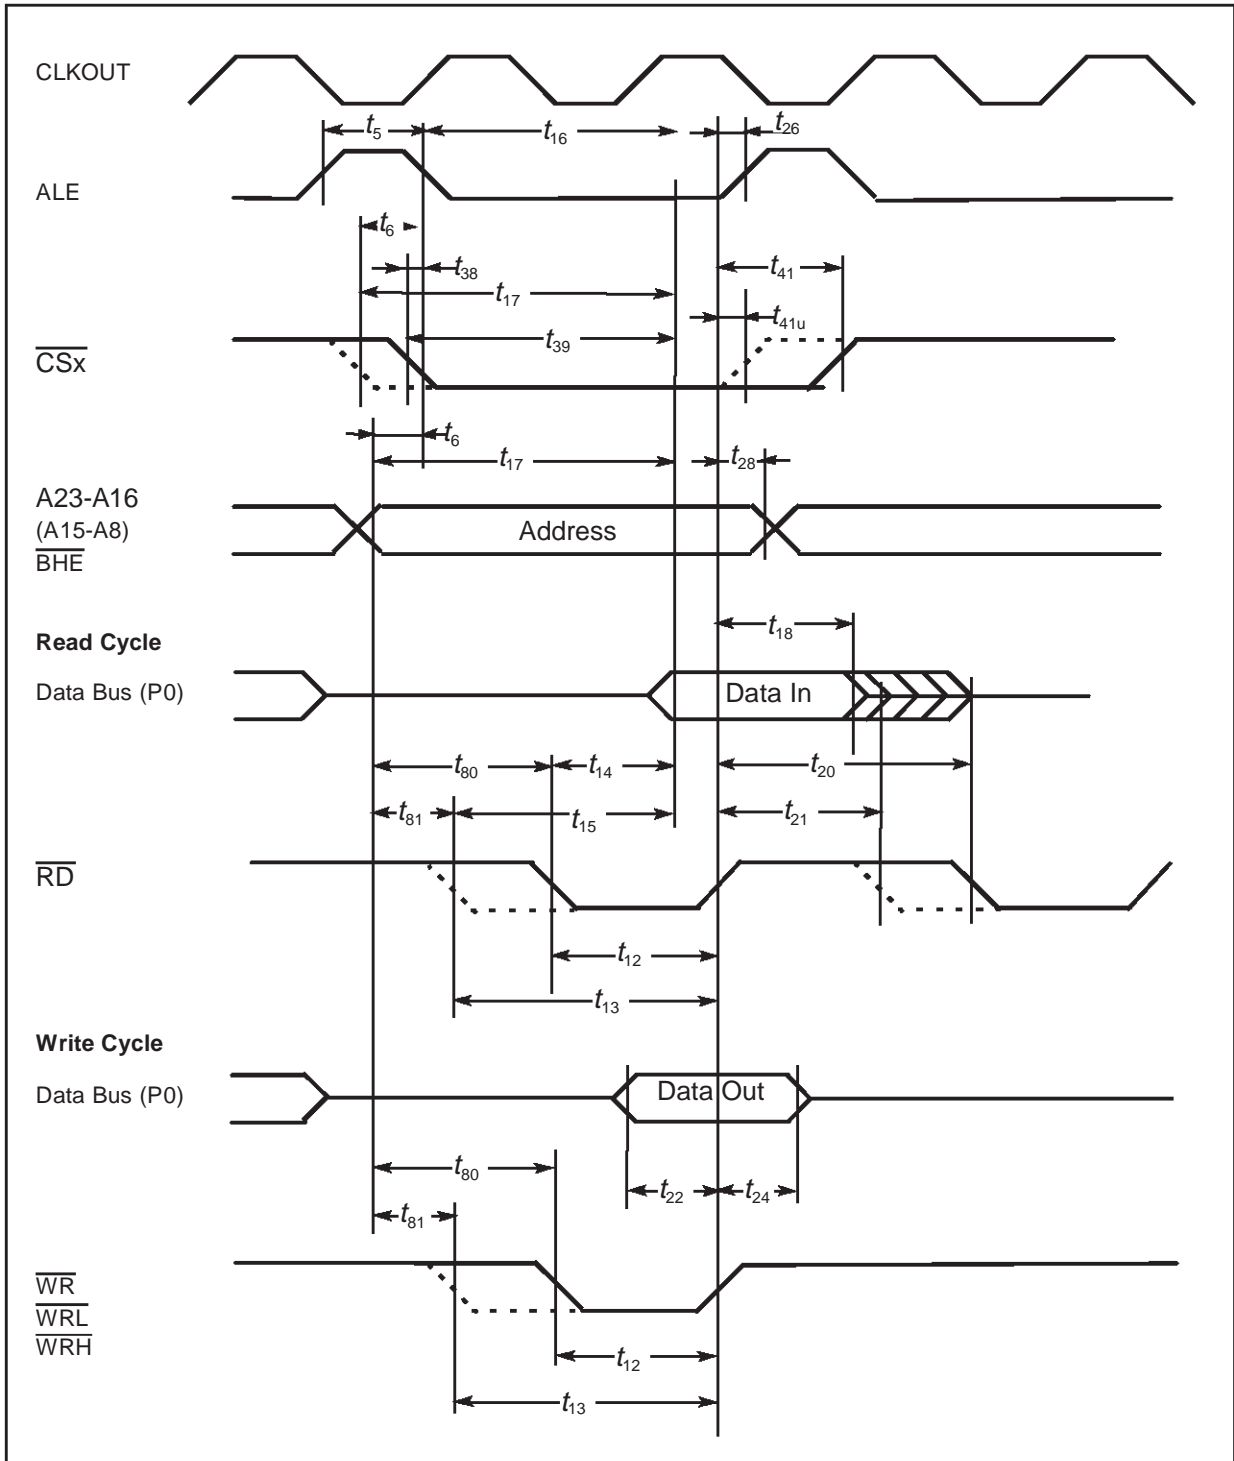 CLKOUT
t5 t16 t26
ALE
t6
t38 t41
t17
t41u
t39
CSx
t6
t17 t28
A23-A16
(A15-A8) Address
BHE
t18
Read Cycle
Data Bus (P0) Data In
t80 t14 t20
t81 t15 t21
RD
t12
t13
Write Cycle
Data Bus (P0) Data Out
t80
t22 t24
t81
WR
WRL
WRH
t12
t13